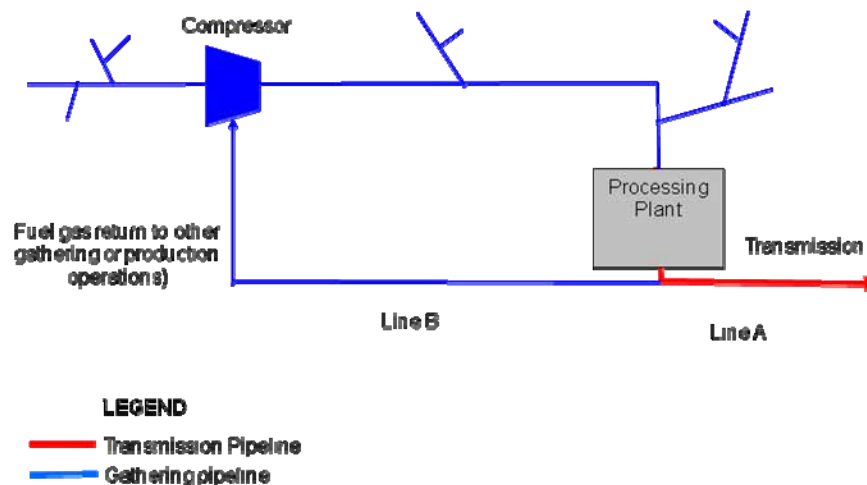 Compressor
Processing
Plant
Fuel gas return to other
gathering or production
operations)
Transmission
Line B
Line A
LEGEND
Transmission Pipeline
Gathering pipeline